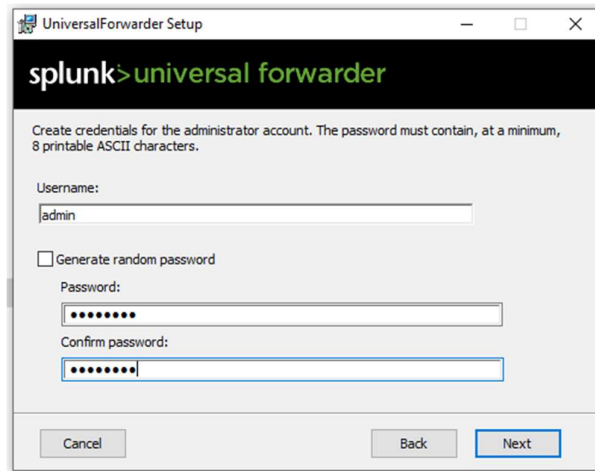 UniversalForwarder Setup
splunk>universal forwarder
Create credentials for the administrator account. The password must contain, at a minimum,
8 printable ASCII characters.
Username:
admin
Generate random password
Password:
●●●●●●●●
Confirm password:
●●●●●●●●
Cancel Back Next